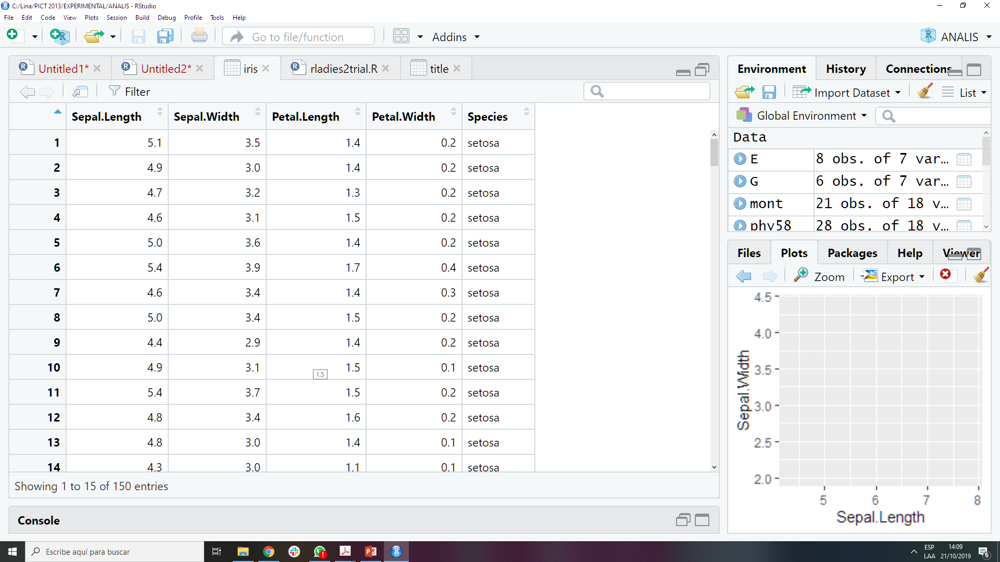 C:/Lina/PICT 2013/EXPERIMENTAL/ANALIS - RStudio
File Edit Code View Plots Session Build Debug Profile Tools Help
Go to file/function Addins ANALIS
Untitled1* Untitled2* iris rladies2trial.R title
Filter
Sepal.Length Sepal.Width Petal.Length Petal.Width Species
1 5.1 3.5 1.4 0.2 setosa
2 4.9 3.0 1.4 0.2 setosa
3 4.7 3.2 1.3 0.2 setosa
4 4.6 3.1 1.5 0.2 setosa
5 5.0 3.6 1.4 0.2 setosa
6 5.4 3.9 1.7 0.4 setosa
7 4.6 3.4 1.4 0.3 setosa
8 5.0 3.4 1.5 0.2 setosa
9 4.4 2.9 1.4 0.2 setosa
10 4.9 3.1 1.5 0.1 setosa
1.5
11 5.4 3.7 1.5 0.2 setosa
12 4.8 3.4 1.6 0.2 setosa
13 4.8 3.0 1.4 0.1 setosa
14 4.3 3.0 1.1 0.1 setosa
Showing 1 to 15 of 150 entries
Console
Environment History Connections
Import Dataset List
Global Environment
Data
E 8 obs. of 7 var…
G 6 obs. of 7 var…
mont 21 obs. of 18 v…
phv58 28 obs. of 18 v…
Files Plots Packages Help Viewer
Zoom Export
4.5
4.0
3.5
3.0
2.5
2.0
Sepal.Width
5 6 7 8
Sepal.Length
Escribe aquí para buscar
ESP 14:09
LAA 21/10/2019 6